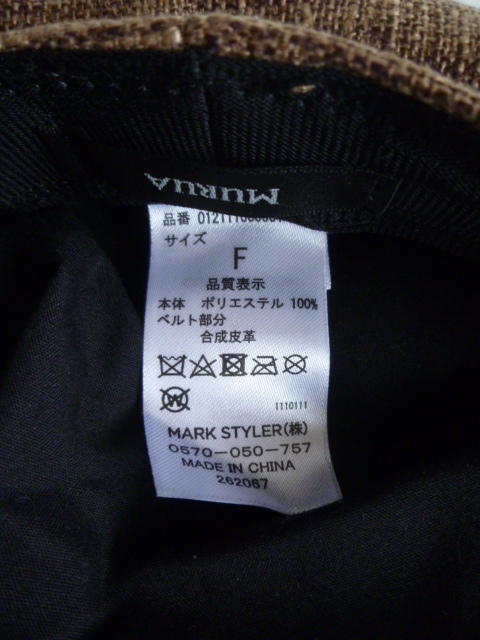 MURUA
品番
サイズ
F
品質表示
本体 ポリエステル 100%
ベルト部分
合成皮革
W
1110111
MARK STYLER(株)
0570-050-757
MADE IN CHINA
262067